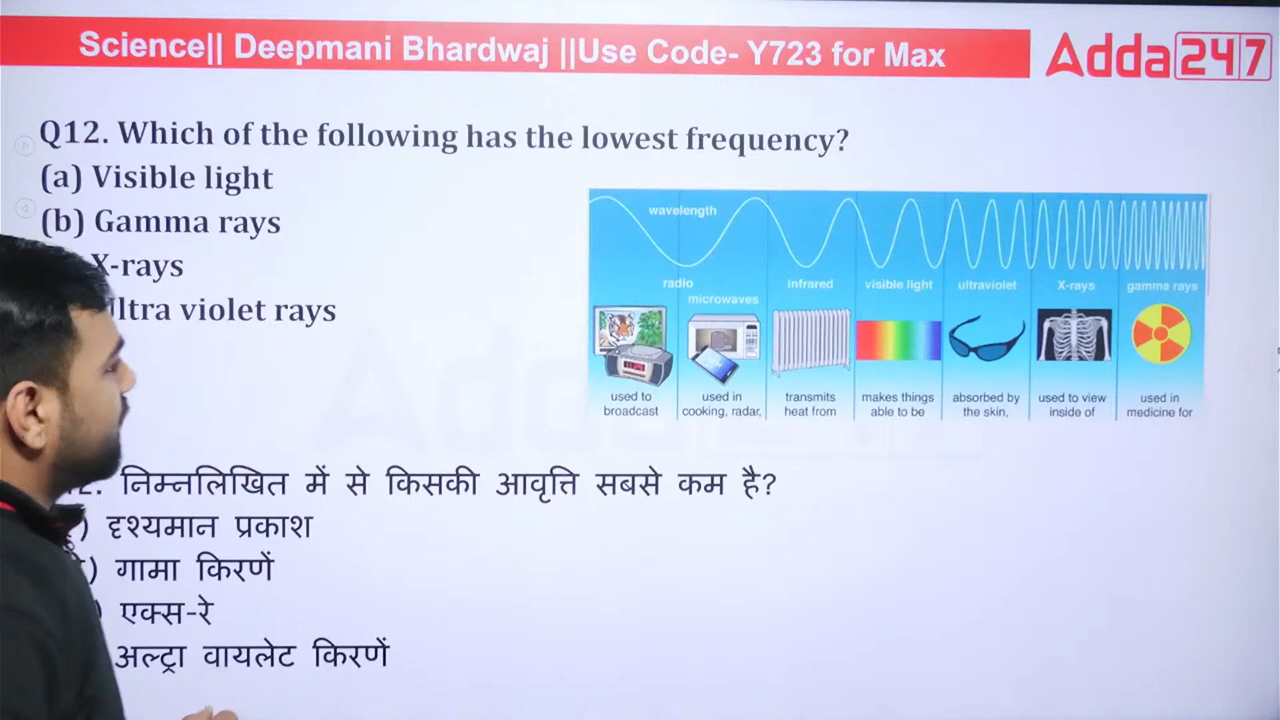 Science|| Deepmani Bhardwaj ||Use Code- Y723 for Max
Adda247
Q12. Which of the following has the lowest frequency?
(a) Visible light
(b) Gamma rays
X-rays
Ultra violet rays
wavelength
radio
microwaves
infrared
visible light
ultraviolet
X-rays
gamma rays
used to
broadcast
used in
cooking, radar,
transmits
heat from
makes things
able to be
absorbed by
the skin,
used to view
inside of
used in
medicine for
निम्नलिखित में से किसकी आवृत्ति सबसे कम है?
) दृश्यमान प्रकाश
) गामा किरणें
) एक्स-रे
अल्ट्रा वायलेट किरणें